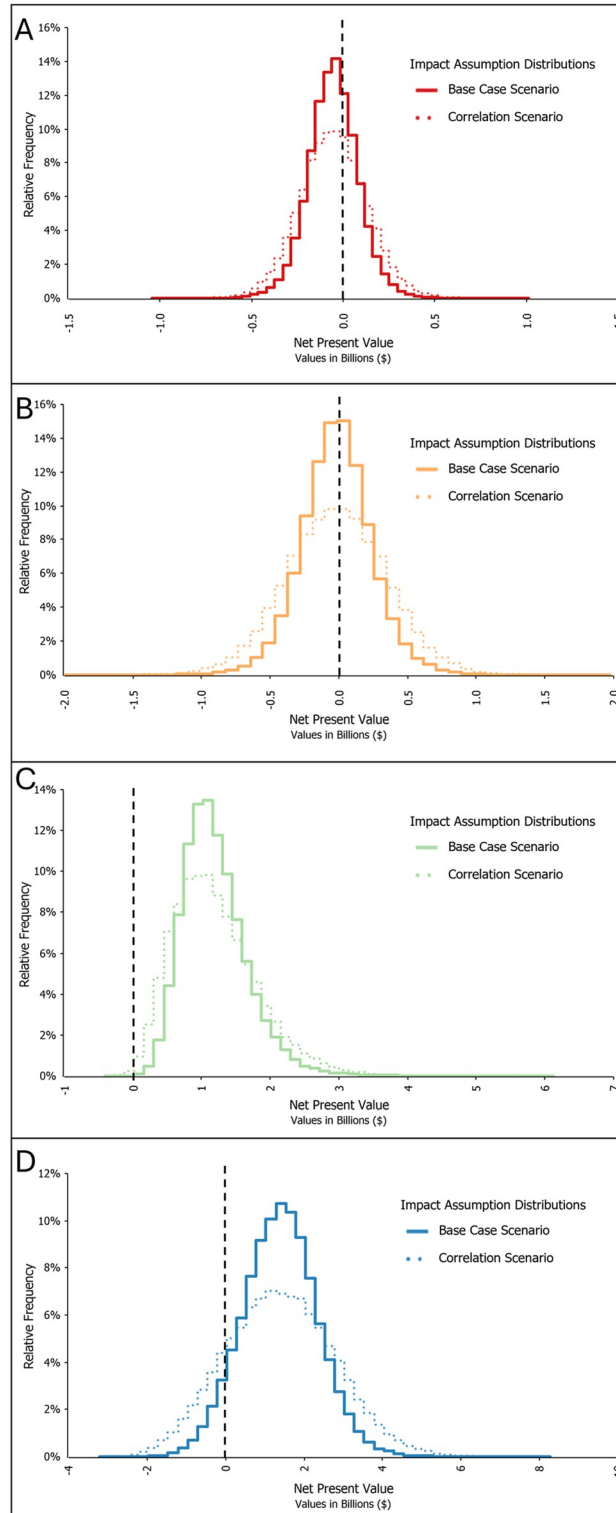 A
16%
14%
12%
10%
8%
6%
4%
2%
0%
Relative Frequency
Impact Assumption Distributions
Base Case Scenario
Correlation Scenario
-1.5
-1.0
-0.5
0.0
0.5
1.0
Net Present Value
Values in Billions ($)
B
16%
14%
12%
10%
8%
6%
4%
2%
0%
Relative Frequency
Impact Assumption Distributions
Base Case Scenario
Correlation Scenario
-2.0
-1.5
-1.0
-0.5
0.0
0.5
1.0
1.5
2.0
Net Present Value
Values in Billions ($)
C
14%
12%
10%
8%
6%
4%
2%
0%
Relative Frequency
Impact Assumption Distributions
Base Case Scenario
Correlation Scenario
-1
0
1
2
3
4
5
6
7
Net Present Value
Values in Billions ($)
D
12%
10%
8%
6%
4%
2%
0%
Relative Frequency
Impact Assumption Distributions
Base Case Scenario
Correlation Scenario
-4
-2
0
2
4
6
8
Net Present Value
Values in Billions ($)